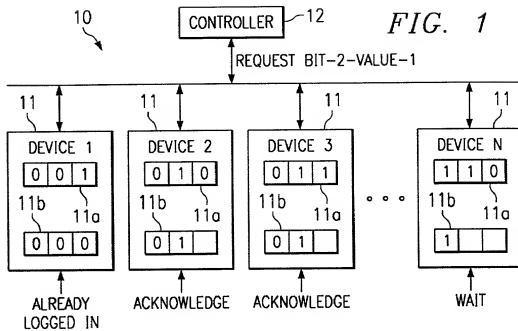 10
CONTROLLER
12
FIG. 1
REQUEST BIT-2-VALUE-1
11
DEVICE 1
0 0 1
11b
11a
0 0 0
ALREADY
LOGGED IN
11
DEVICE 2
0 1 0
11b
11a
0 1
ACKNOWLEDGE
11
DEVICE 3
0 1 1
11b
11a
0 1
ACKNOWLEDGE
11
DEVICE N
1 1 0
11b
11a
1
WAIT